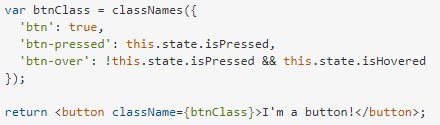 var btnClass = classNames({
  'btn': true,
  'btn-pressed': this.state.isPressed,
  'btn-over': !this.state.isPressed && this.state.isHovered
});
return <button className={btnClass}>I'm a button!</button>;